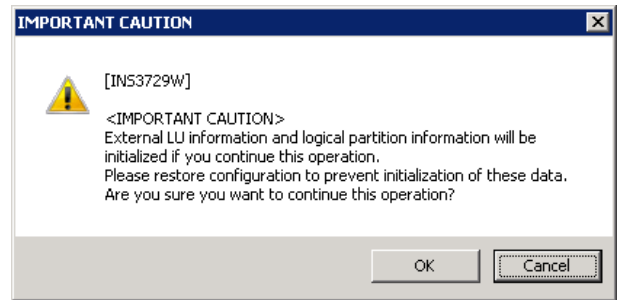 IMPORTANT CAUTION
[INS3729W]
<IMPORTANT CAUTION>
External LU information and logical partition information will be
initialized if you continue this operation.
Please restore configuration to prevent initialization of these data.
Are you sure you want to continue this operation?
OK
Cancel